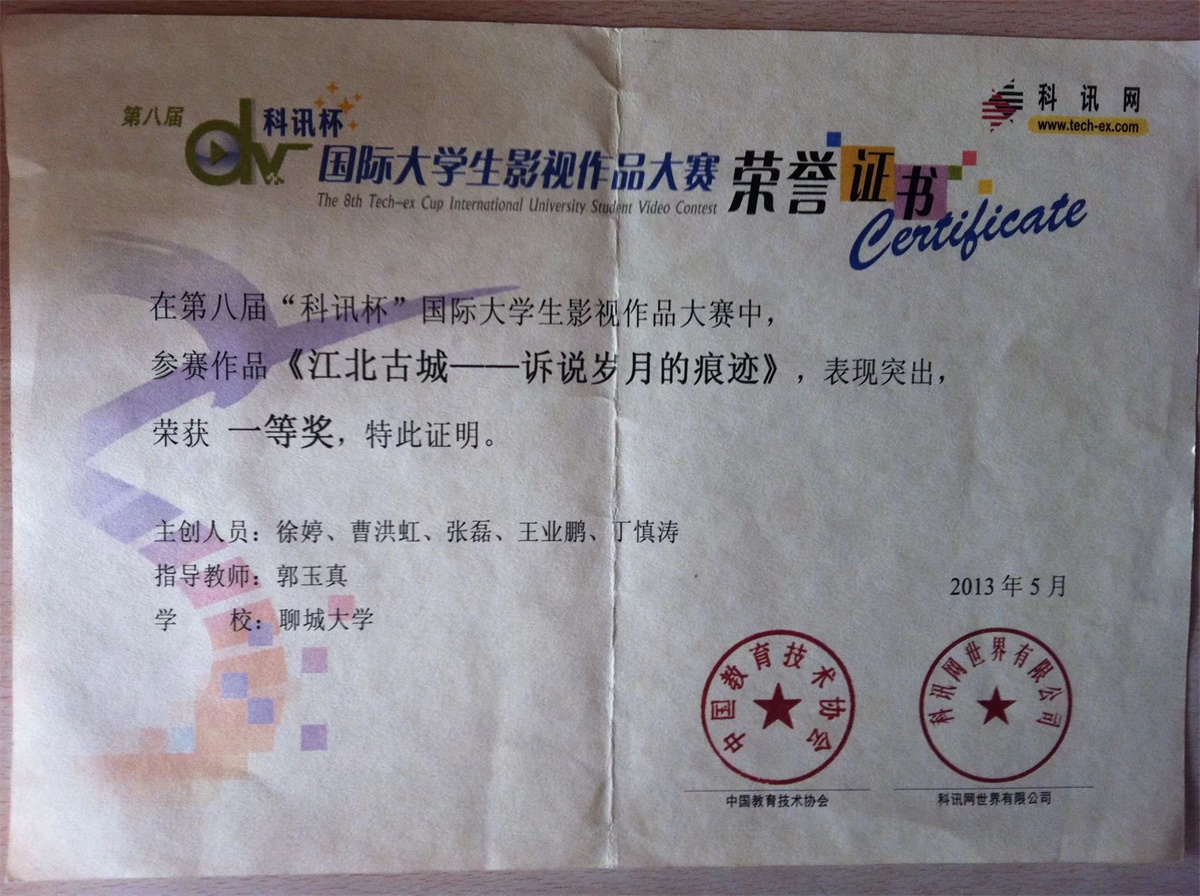 第八届
dv
科讯杯
国际大学生影视作品大赛
The 8th Tech-ex Cup International University Student Video Contest
荣誉证书
Certificate
科讯网
www.tech-ex.com
在第八届“科讯杯”国际大学生影视作品大赛中，
参赛作品《江北古城——诉说岁月的痕迹》，表现突出，
荣获 一等奖，特此证明。
主创人员：徐婷、曹洪虹、张磊、王业鹏、丁慎涛
指导教师：郭玉真
学 校：聊城大学
2013 年 5 月
中国教育技术协会
科讯网世界有限公司
中国教育技术协会
科讯网世界有限公司